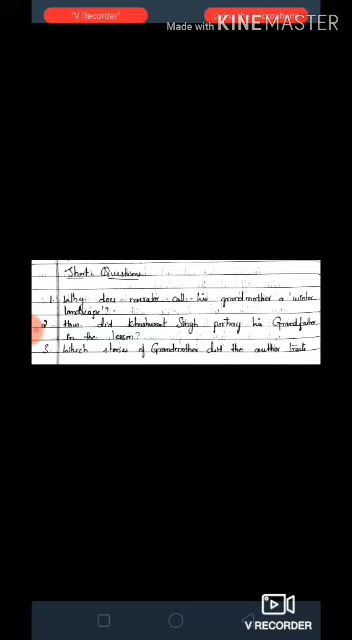 "V Recorder"
Made with KINEMASTER
Short Questions
1. Why does narrator call his grandmother a 'winter
landscape'?
2. How did Khushwant Singh portray his Grandfather
in the lesson?
3. Which stories of Grandmother did the author treat
V RECORDER